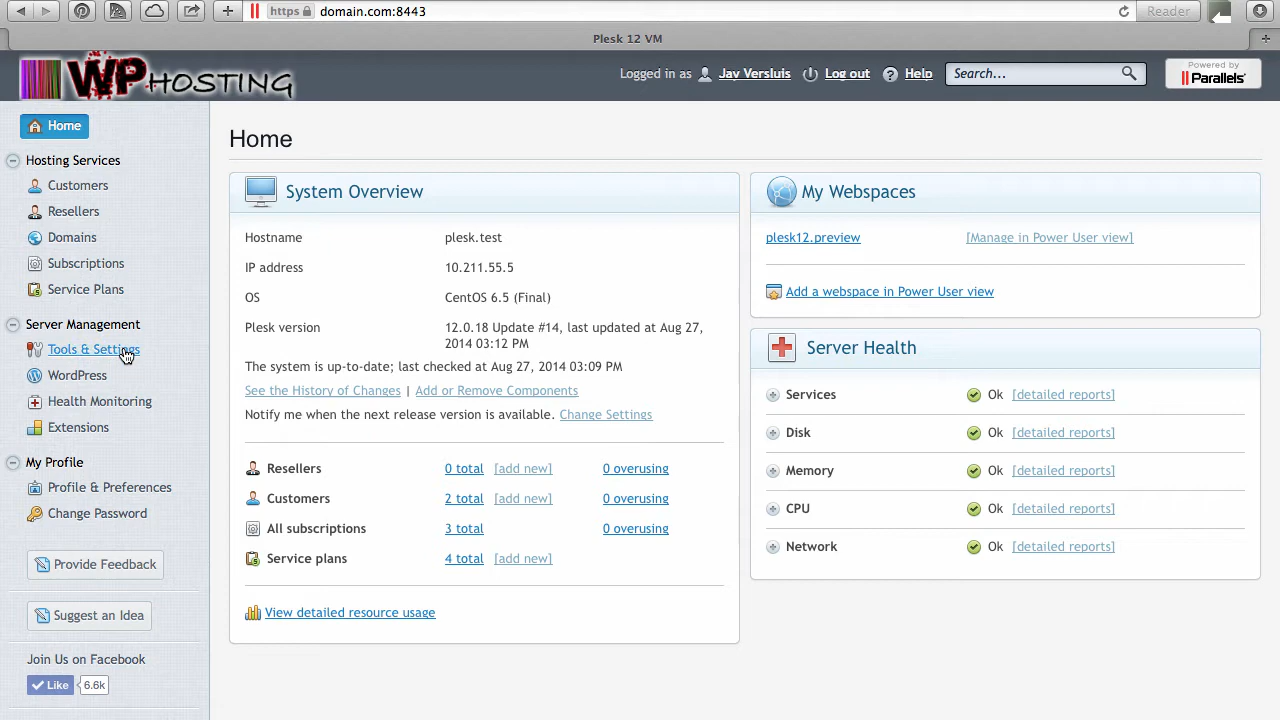 https domain.com:8443
Reader
Plesk 12 VM
WPHOSTING
Logged in as Jav Versluis Log out Help Search...
Powered by
Parallels
Home
Hosting Services
Customers
Resellers
Domains
Subscriptions
Service Plans
Server Management
Tools & Settings
WordPress
Health Monitoring
Extensions
My Profile
Profile & Preferences
Change Password
Provide Feedback
Suggest an Idea
Join Us on Facebook
Like 6.6k
Home
System Overview
Hostname plesk.test
IP address 10.211.55.5
OS CentOS 6.5 (Final)
Plesk version 12.0.18 Update #14, last updated at Aug 27,
2014 03:12 PM
The system is up-to-date; last checked at Aug 27, 2014 03:09 PM
See the History of Changes | Add or Remove Components
Notify me when the next release version is available. Change Settings
Resellers 0 total [add new] 0 overusing
Customers 2 total [add new] 0 overusing
All subscriptions 3 total 0 overusing
Service plans 4 total [add new]
View detailed resource usage
My Webspaces
plesk12.preview [Manage in Power User view]
Add a webspace in Power User view
Server Health
Services Ok [detailed reports]
Disk Ok [detailed reports]
Memory Ok [detailed reports]
CPU Ok [detailed reports]
Network Ok [detailed reports]